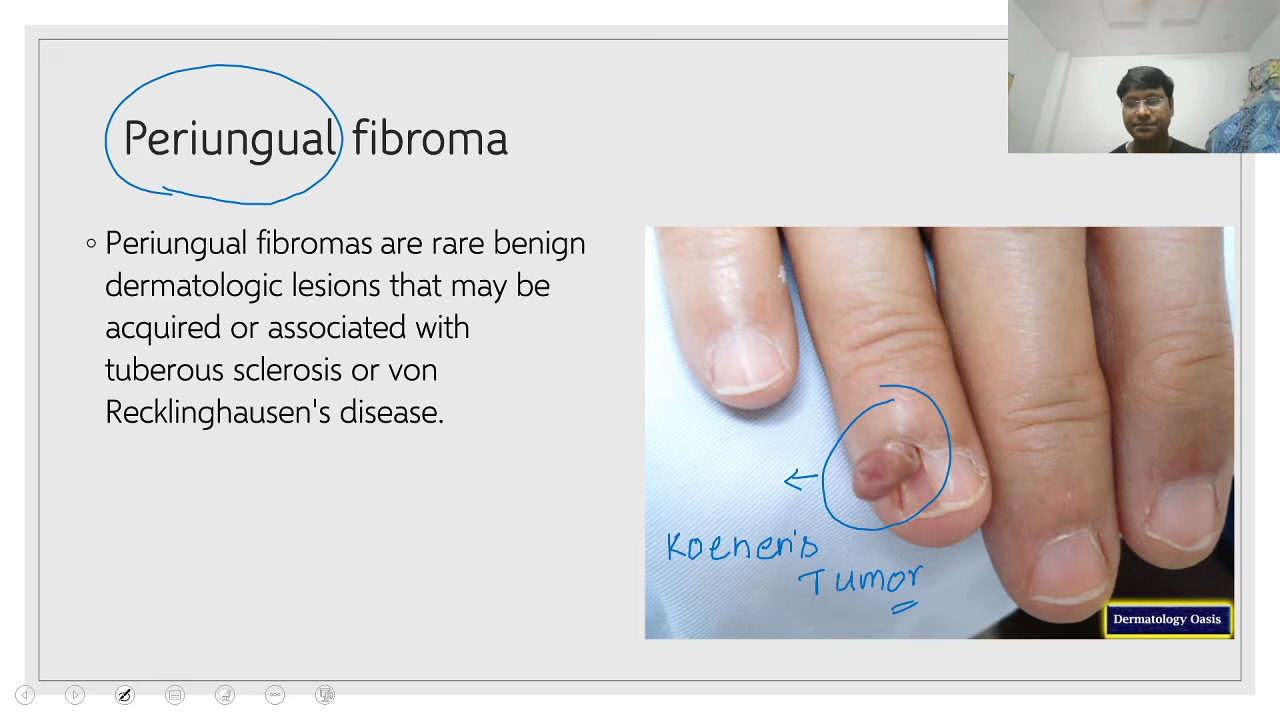 Periungual fibroma
Periungual fibromas are rare benign
dermatologic lesions that may be
acquired or associated with
tuberous sclerosis or von
Recklinghausen's disease.
Koenen's
Tumor
Dermatology Oasis